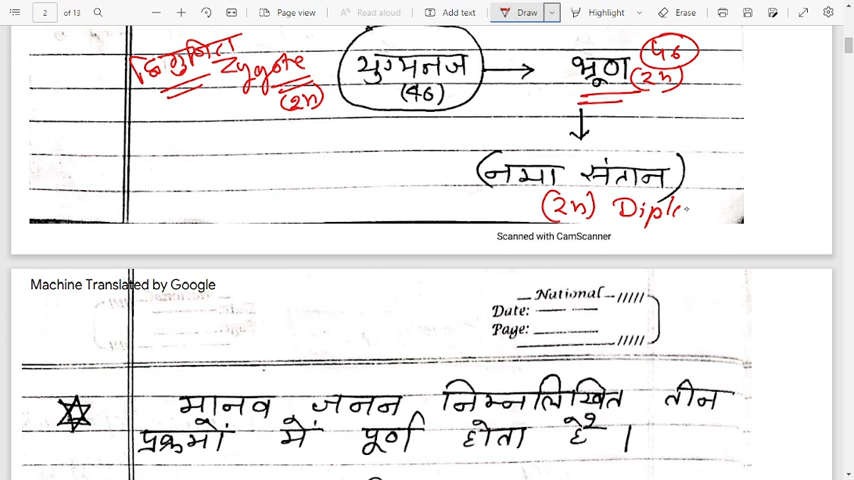 2 of 13 Page view Read aloud Add text Draw Highlight Erase
द्विगुणित
Zygote
(2n)
युग्मनज
(46)
भ्रूण
46
(2n)
(नया संतान)
(2n) Diplo
Scanned with CamScanner
Machine Translated by Google
National
Date:
Page:
मानव जनन निम्नलिखित तीन
प्रक्रमों में पूर्ण होता है।